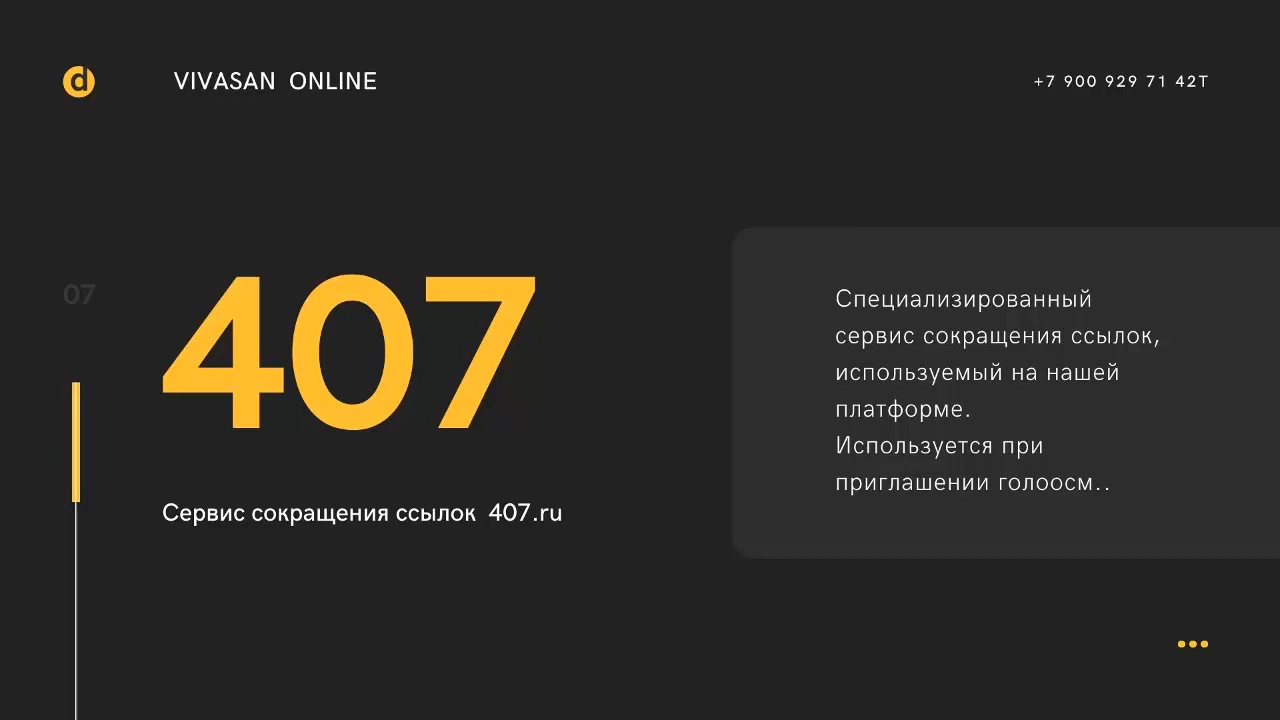 d
VIVASAN ONLINE
+7 900 929 71 42T
07
407
Сервис сокращения ссылок 407.ru
Специализированный
сервис сокращения ссылок,
используемый на нашей
платформе.
Используется при
приглашении голоосм..